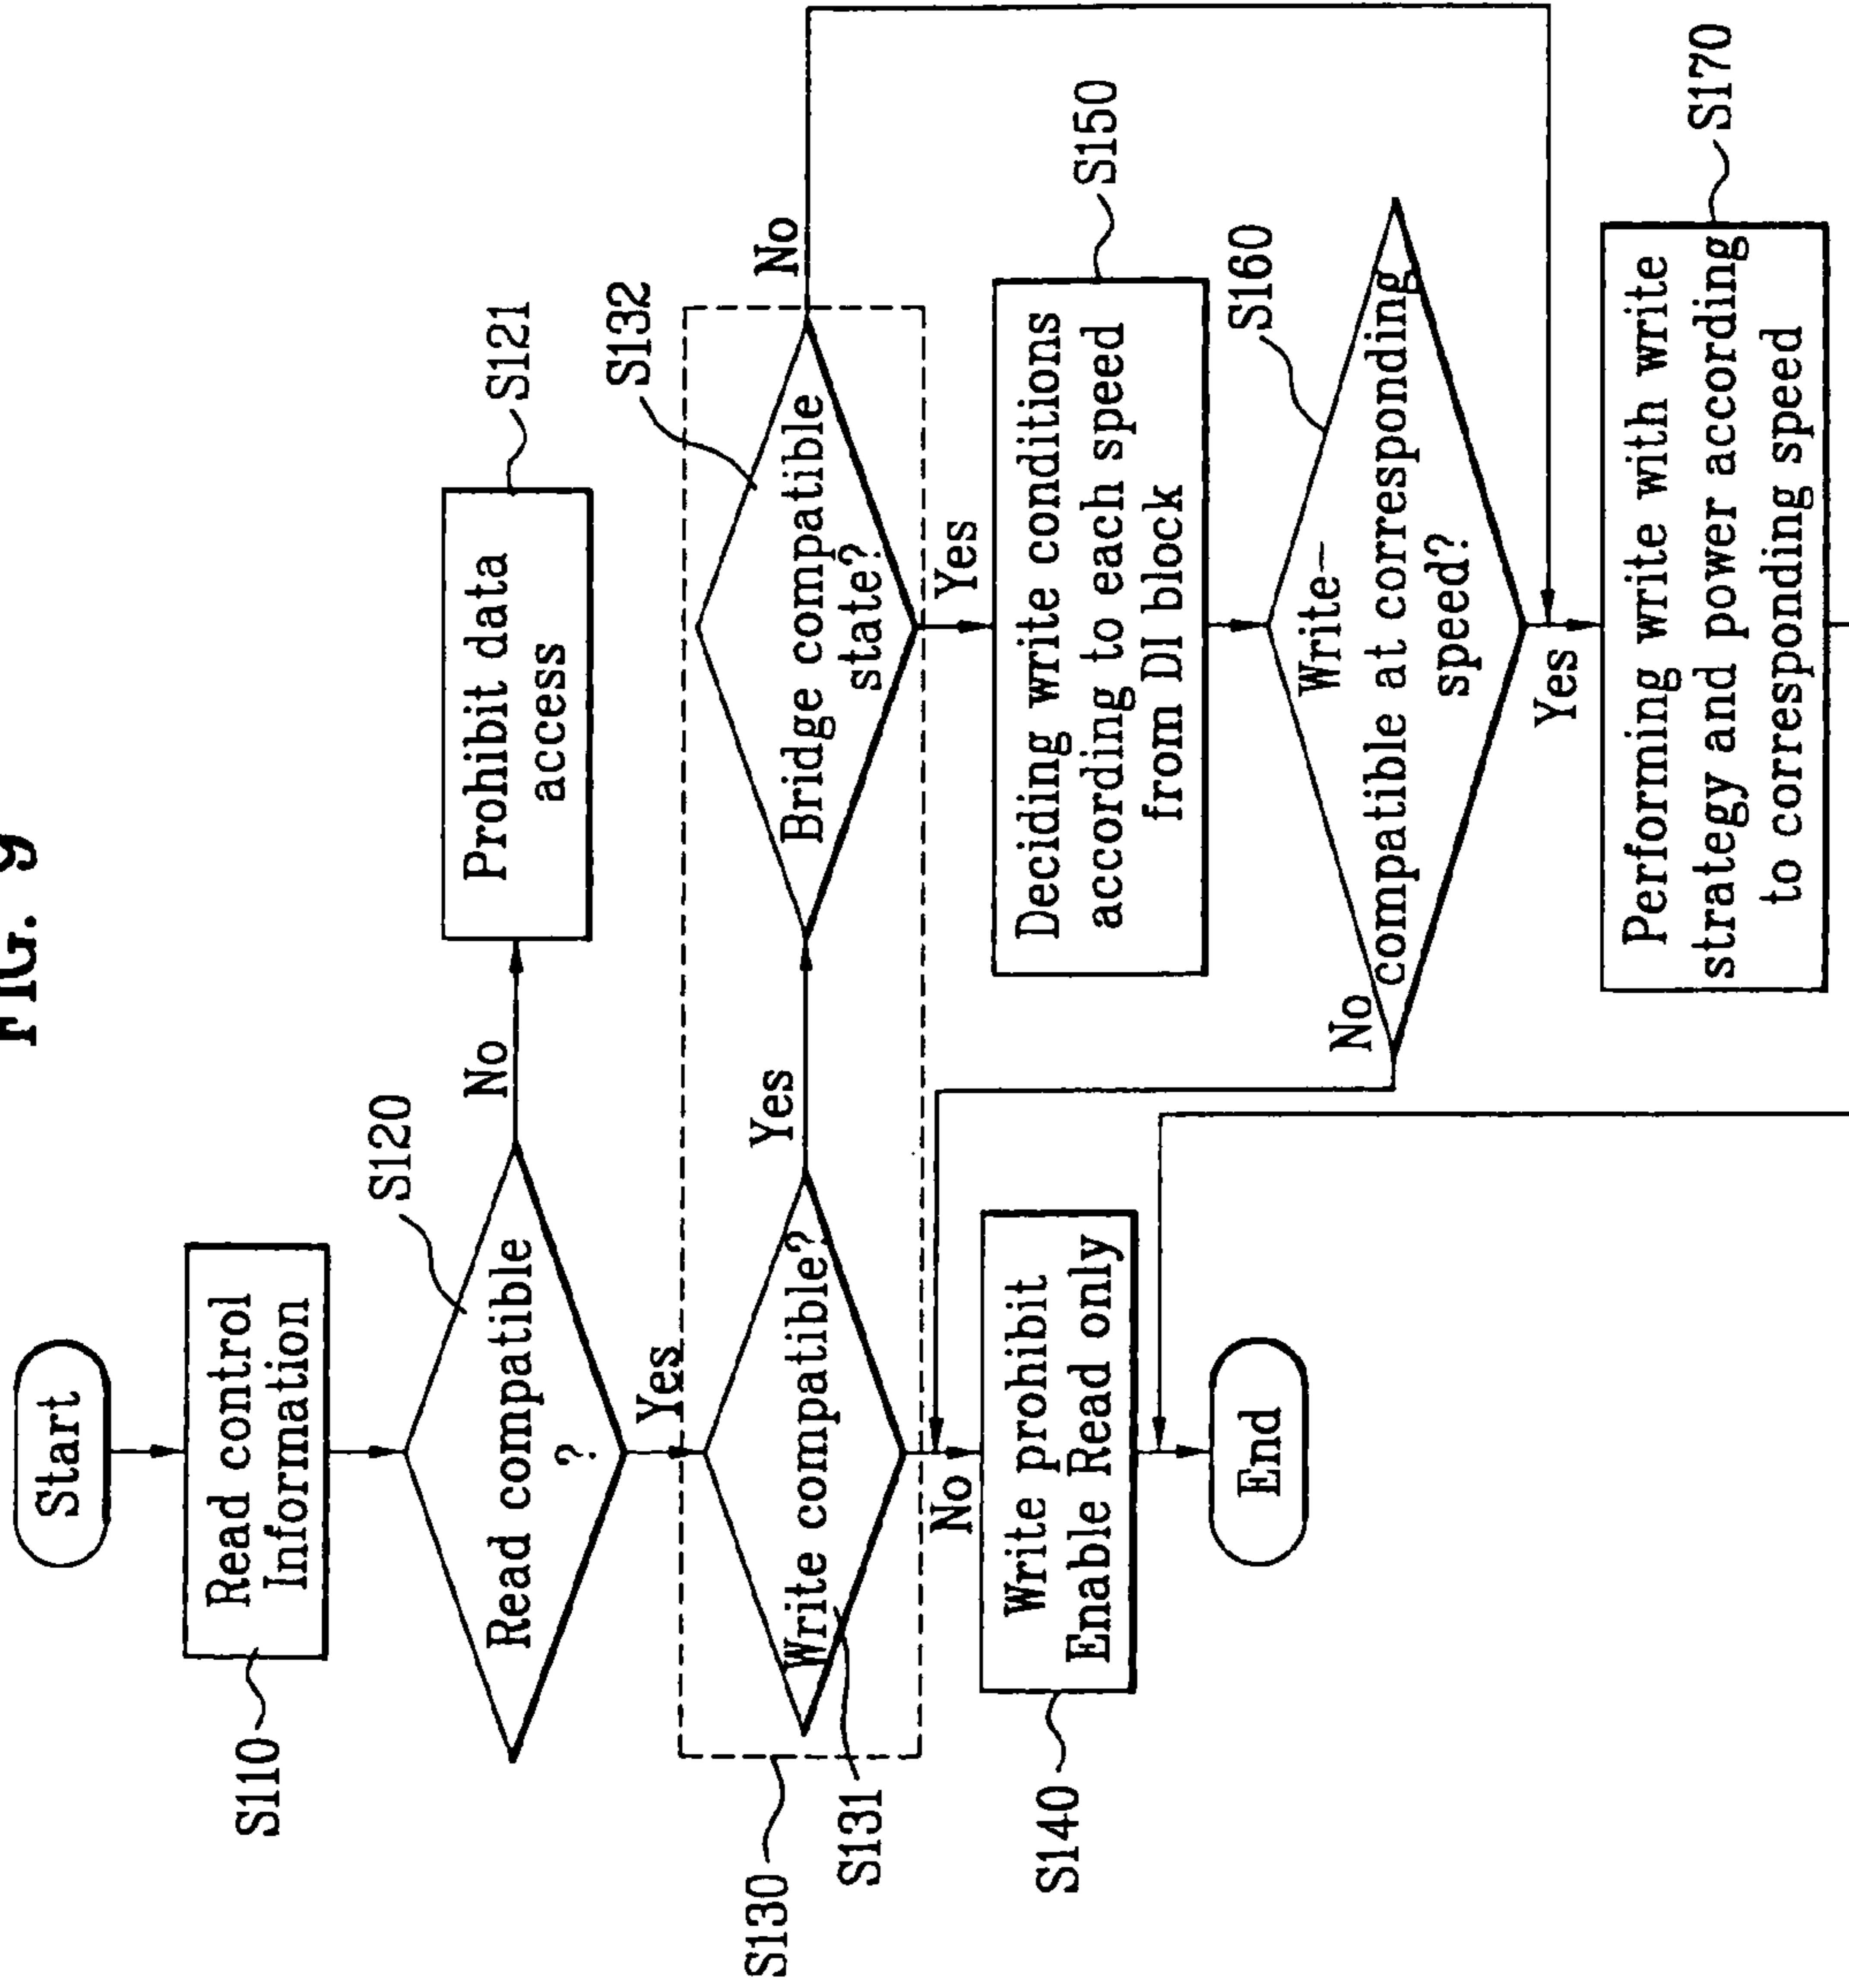 FIG. 9
Start
Read control
Information
S110
Read compatible
?
S120
No
Prohibit data
access
S121
Yes
S130
Write compatible?
S131
Yes
Bridge compatible
state?
S132
No
No
Write prohibit
Enable Read only
S140
End
Yes
Deciding write conditions
according to each speed
from DI block
S150
Write-
compatible at corresponding
speed?
S160
No
Yes
Performing write with write
strategy and power according
to corresponding speed
S170